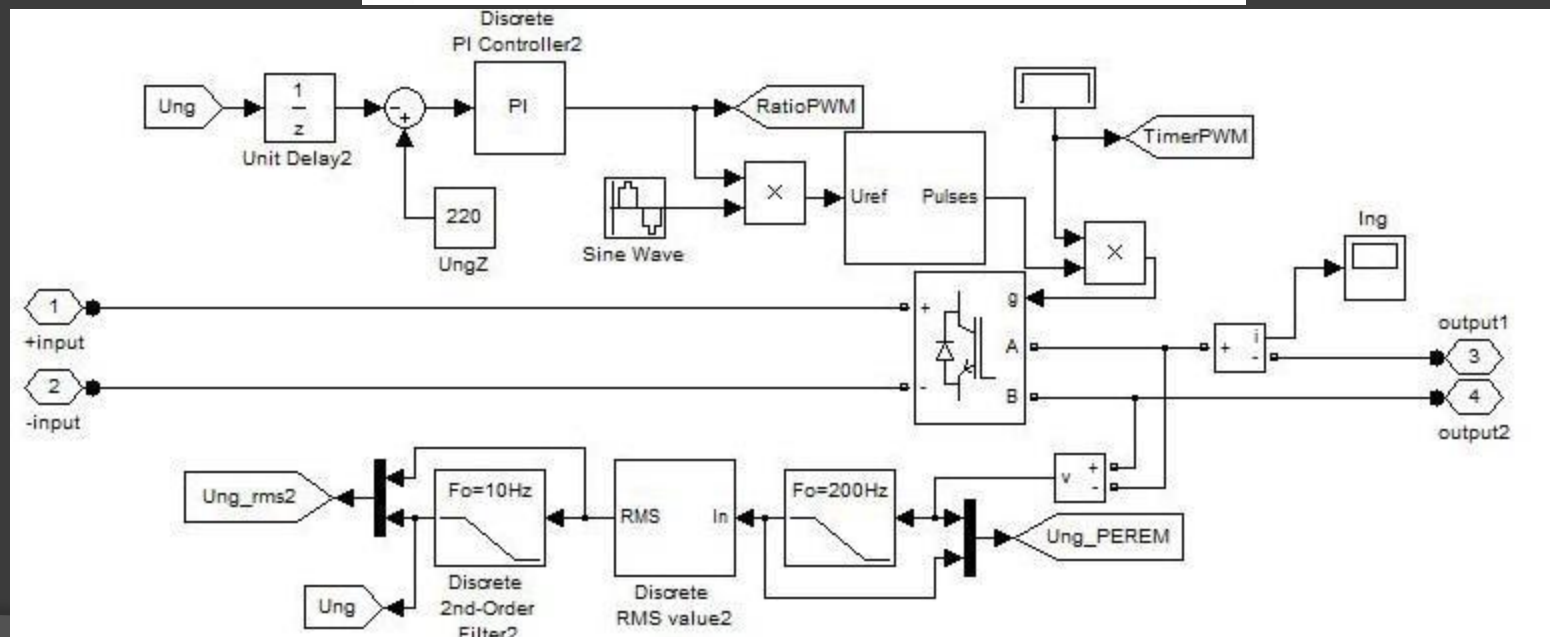 Discrete
PI Controller2
Ung
1
z
Unit Delay2
-
+
PI
RatioPWM
TimerPWM
220
UngZ
Sine Wave
×
Uref
Pulses
×
Ing
1
+input
2
-input
+
-
g
A
B
+
i
-
output1
3
4
output2
Ung_rms2
Fo=10Hz
RMS
In
Fo=200Hz
v
+
-
Ung_PEREM
Ung
Discrete
2nd-Order
Filter2
Discrete
RMS value2